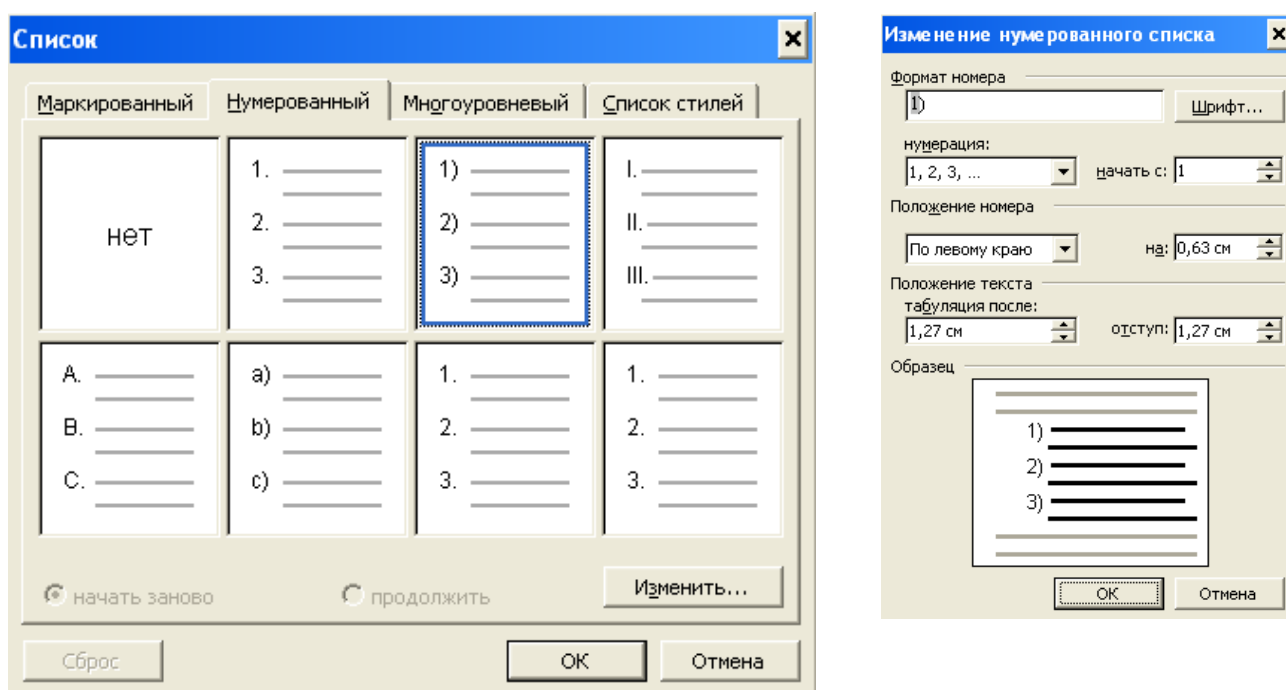 Список
Маркированный Нумерованный Многоуровневый Список стилей
нет
1.
2.
3.
1)
2)
3)
I.
II.
III.
A.
B.
C.
a)
b)
c)
1.
2.
3.
1.
2.
3.
начать заново продолжить Изменить...
Сброс ОК Отмена
Изменение нумерованного списка
Формат номера
1) Шрифт...
нумерация:
1, 2, 3, ... начать с: 1
Положение номера
По левому краю на: 0,63 см
Положение текста
табуляция после:
1,27 см отступ: 1,27 см
Образец
1)
2)
3)
ОК Отмена